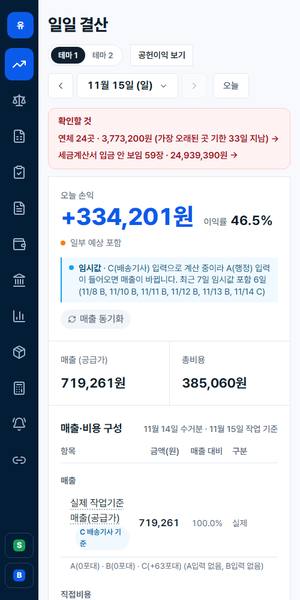 유
일일 결산
테마 1
테마 2
공헌이익 보기
11월 15일 (일)
오늘
확인할 것
연체 24곳 · 3,773,200원 (가장 오래된 곳 기한 33일 지남) →
세금계산서 입금 안 보임 59장 · 24,939,390원 →
오늘 손익
+334,201원 이익률 46.5%
일부 예상 포함
임시값 · C(배송기사) 입력으로 계산 중이라 A(행정) 입력
이 들어오면 매출이 바뀝니다. 최근 7일 임시값 포함 6일
(11/8 B, 11/10 B, 11/11 B, 11/12 B, 11/13 B, 11/14 C)
매출 동기화
매출 (공급가)
719,261원
총비용
385,060원
매출·비용 구성
11월 14일 수거분 · 11월 15일 작업 기준
항목 금액(원) 매출 대비 구분
매출
실제 작업기준
매출(공급가)
C 배송기사 기
준
719,261 100.0% 실제
A(0포대) · B(0포대) · C(+63포대) (A입력 없음, B입력 없음)
직접비용
S
B